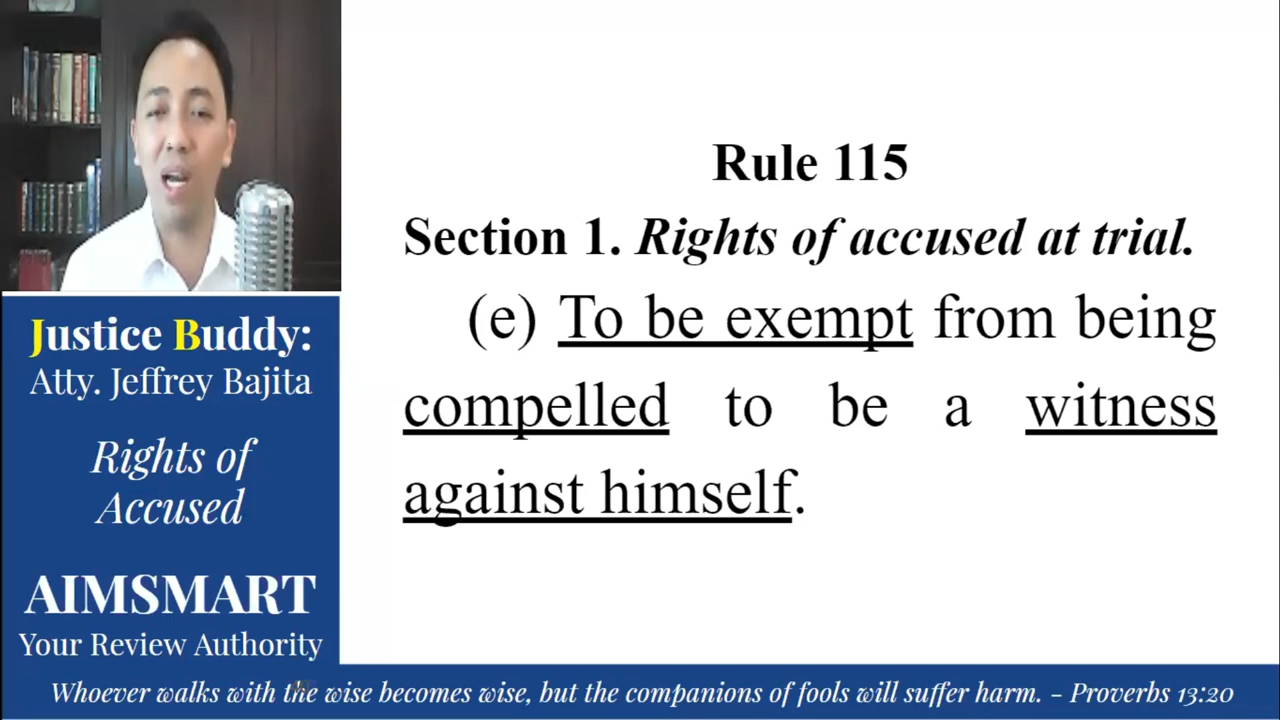 Rule 115
Section 1. Rights of accused at trial.
(e) To be exempt from being
compelled to be a witness
against himself.
Justice Buddy:
Atty. Jeffrey Bajita
Rights of
Accused
AIMSMART
Your Review Authority
Whoever walks with the wise becomes wise, but the companions of fools will suffer harm. – Proverbs 13:20